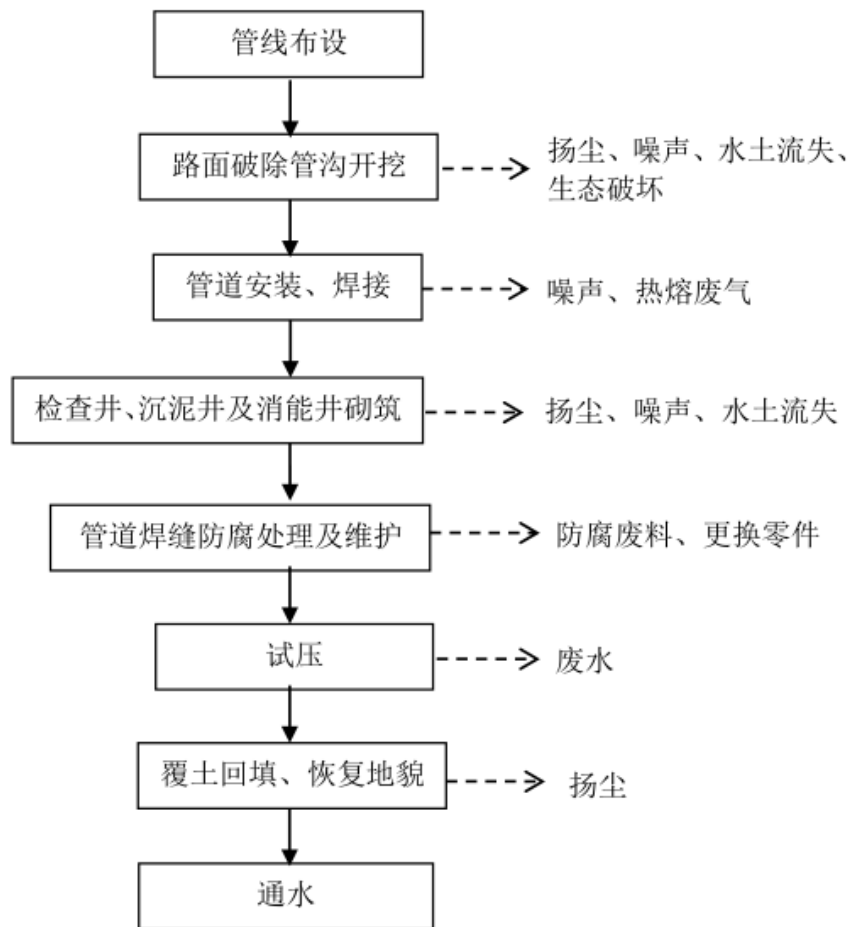 管线布设
路面破除管沟开挖
扬尘、噪声、水土流失、
生态破坏
管道安装、焊接
噪声、热熔废气
检查井、沉泥井及消能井砌筑
扬尘、噪声、水土流失
管道焊缝防腐处理及维护
防腐废料、更换零件
试压
废水
覆土回填、恢复地貌
扬尘
通水